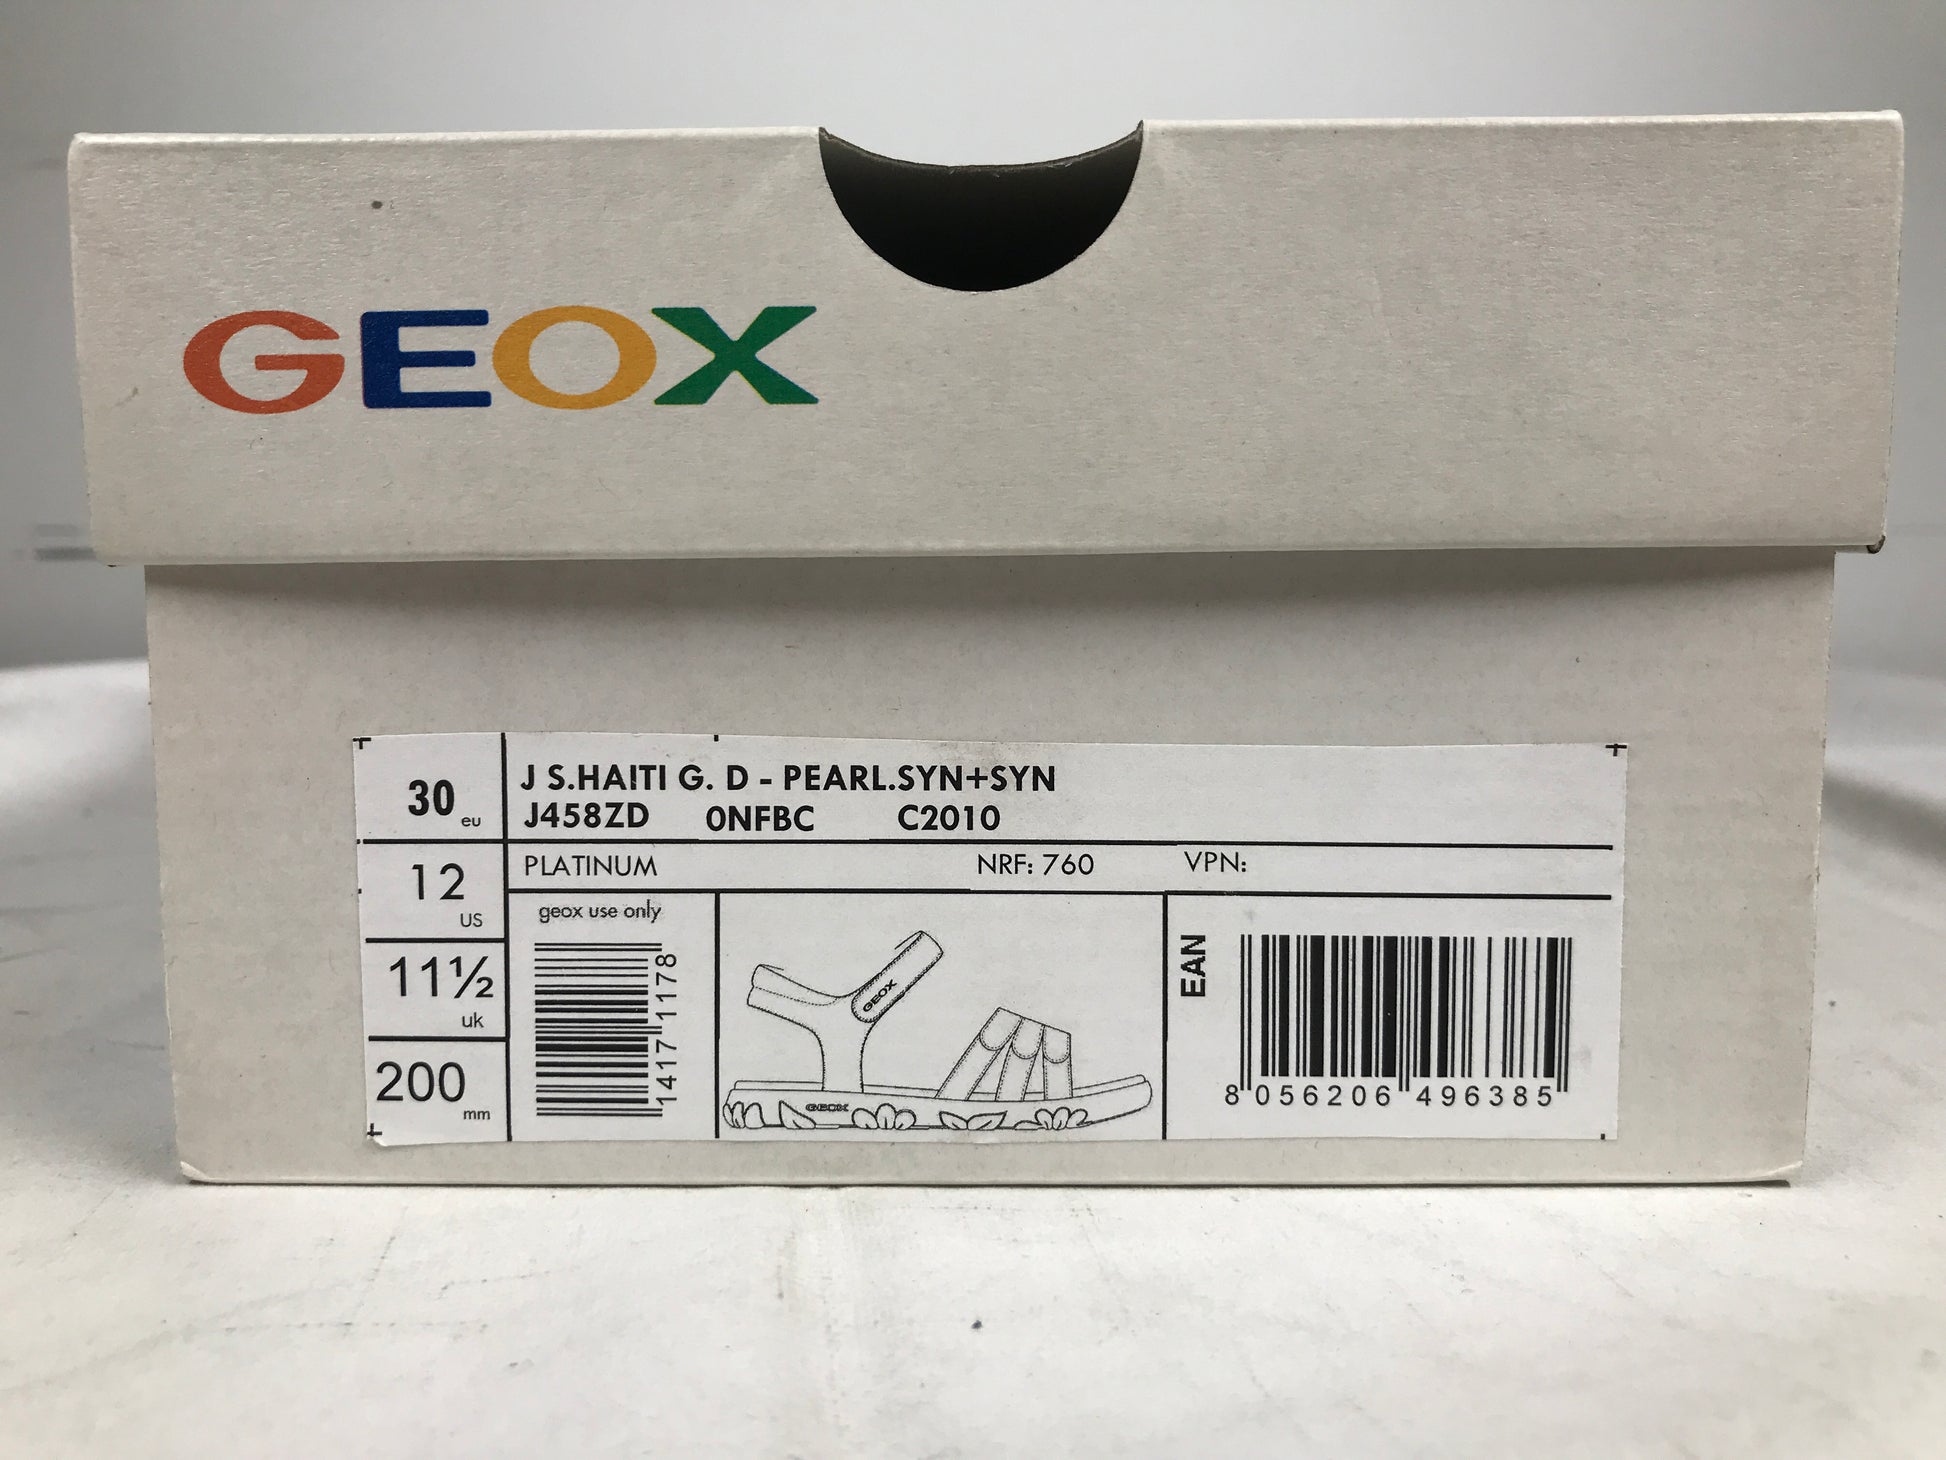 GEOX
30 eu
J S.HAITI G. D - PEARL.SYN+SYN
J458ZD 0NFBC C2010
12 US
PLATINUM NRF: 760 VPN:
11½ uk
200 mm
geox use only
14171178
GEOX
GEOX
EAN
8 056206 496385